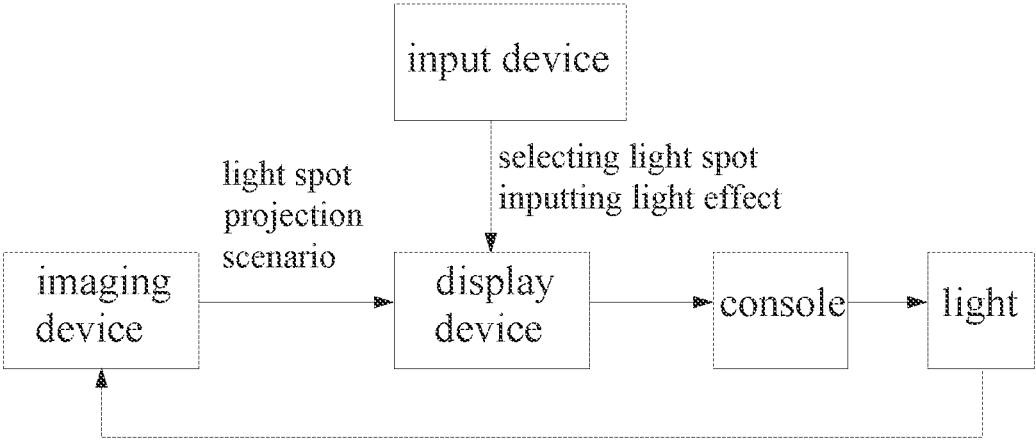 input device
selecting light spot
inputting light effect
light spot
projection
scenario
imaging
device
display
device
console
light